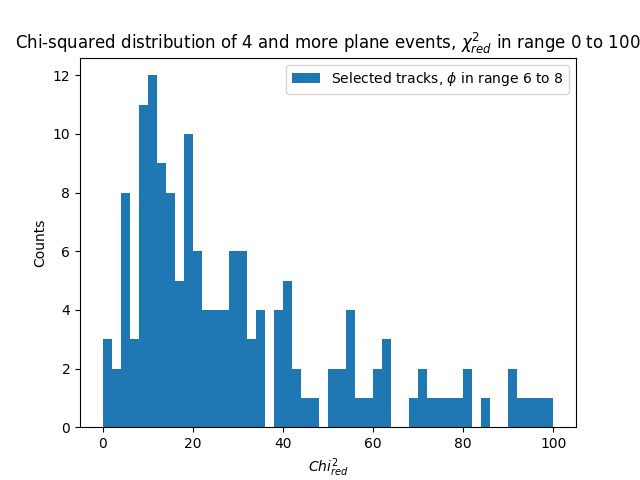 Chi-squared distribution of 4 and more plane events, χ²red in range 0 to 100
Selected tracks, ϕ in range 6 to 8
12
10
8
6
4
2
0
Counts
0 20 40 60 80 100
Chi²red